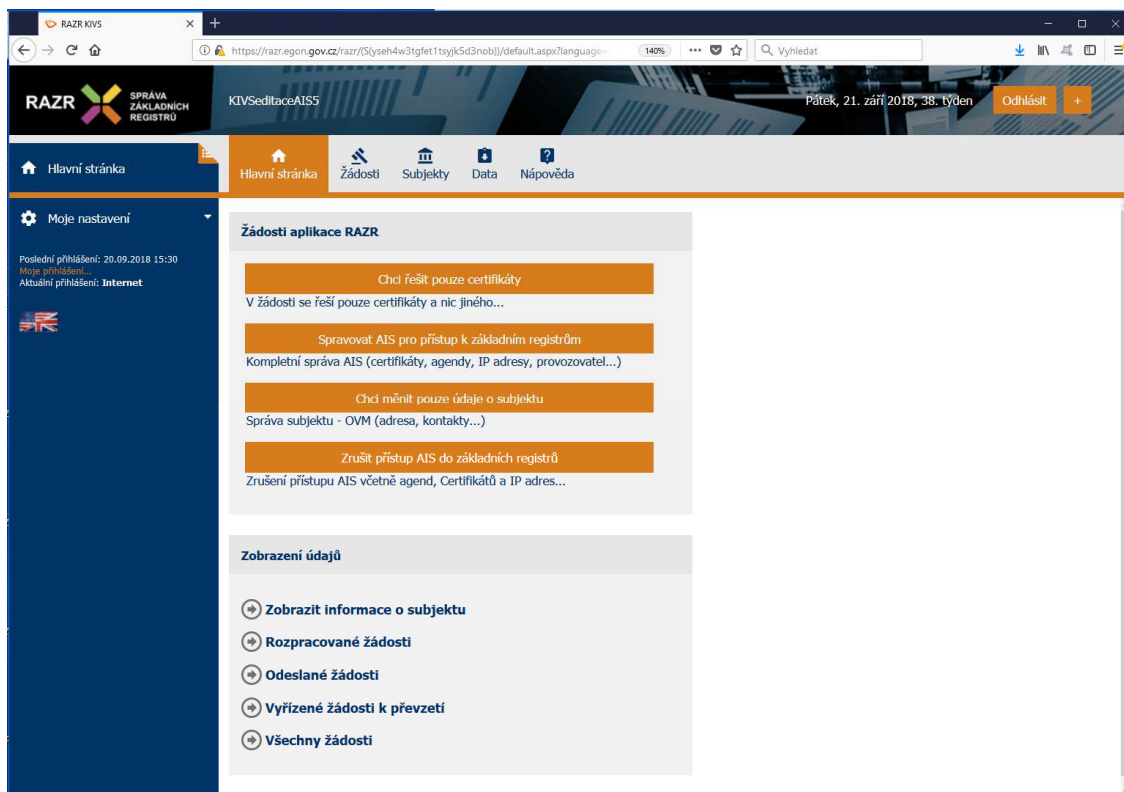 RAZR KIVS
https://razr.egon.gov.cz/razr/(S(yseh4w3tgfet1tsyjk5d3nob))/default.aspx?language=
140%
Vyhledat
RAZR
SPRÁVA
ZÁKLADNÍCH
REGISTRŮ
KIVSeditaceAIS5
Pátek, 21. září 2018, 38. týden
Odhlásit
+
Hlavní stránka
Hlavní stránka
Žádosti
Subjekty
Data
Nápověda
Moje nastavení
Poslední přihlášení: 20.09.2018 15:30
Moje přihlášení...
Aktuální přihlášení: Internet
Žádosti aplikace RAZR
Chci řešit pouze certifikáty
V žádosti se řeší pouze certifikáty a nic jiného...
Spravovat AIS pro přístup k základním registrům
Kompletní správa AIS (certifikáty, agendy, IP adresy, provozovatel...)
Chci měnit pouze údaje o subjektu
Správa subjektu - OVM (adresa, kontakty...)
Zrušit přístup AIS do základních registrů
Zrušení přístupu AIS včetně agend, Certifikátů a IP adres...
Zobrazení údajů
Zobrazit informace o subjektu
Rozpracované žádosti
Odeslané žádosti
Vyřízené žádosti k převzetí
Všechny žádosti